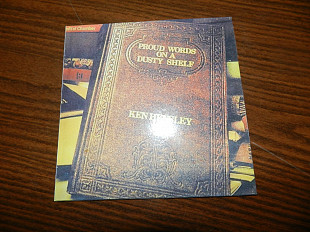 PROUD WORDS
ON A
DUSTY SHELF
KEN HENSLEY